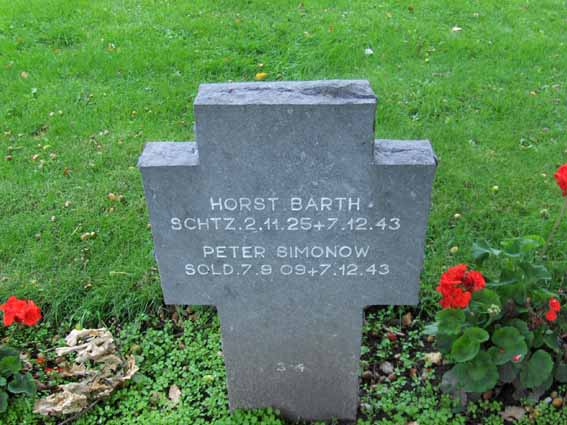 HORST BARTH
SCHTZ.2.11.25+7.12.43
PETER SIMONOW
SOLD.7.9 09+7.12.43
3-4